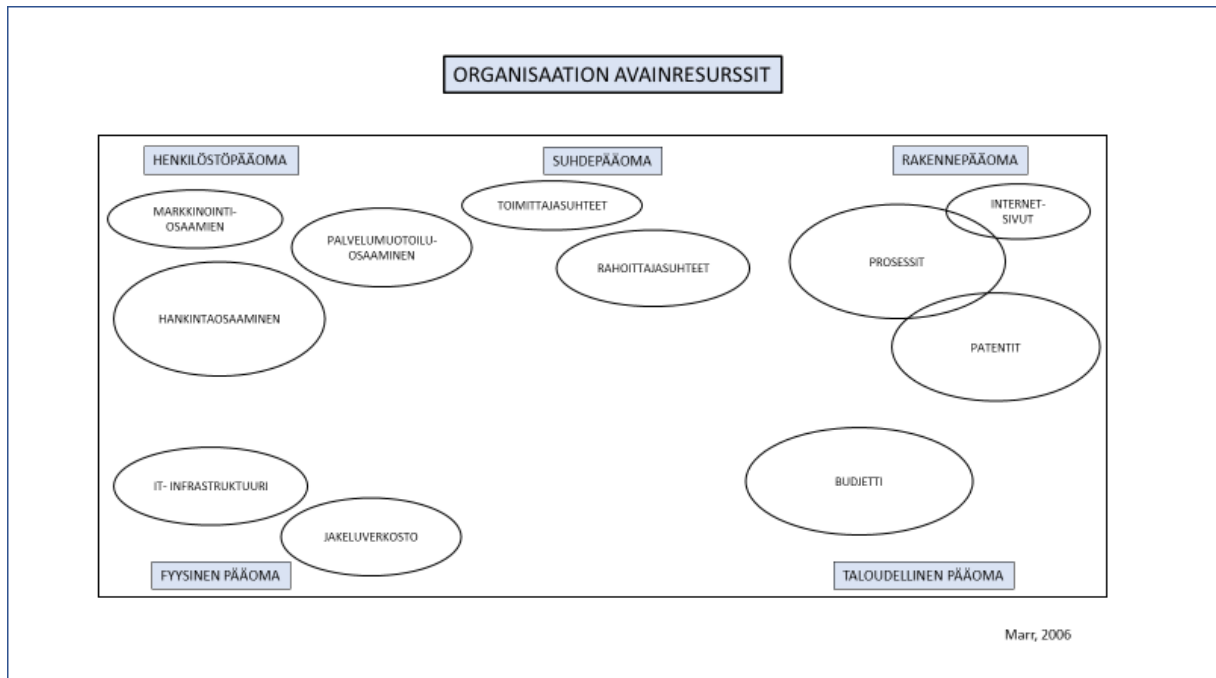 ORGANISAATION AVAINRESURSSIT
HENKILÖSTÖPÄÄOMA
SUHDEPÄÄOMA
RAKENNEPÄÄOMA
MARKKINOINTI-
OSAAMIEN
PALVELUMUOTOILU-
OSAAMINEN
HANKINTAOSAAMINEN
TOIMITTAJASUHTEET
RAHOITTAJASUHTEET
INTERNET-
SIVUT
PROSESSIT
PATENTIT
IT- INFRASTRUKTUURI
JAKELUVERKOSTO
BUDJETTI
FYYSINEN PÄÄOMA
TALOUDELLINEN PÄÄOMA
Marr, 2006